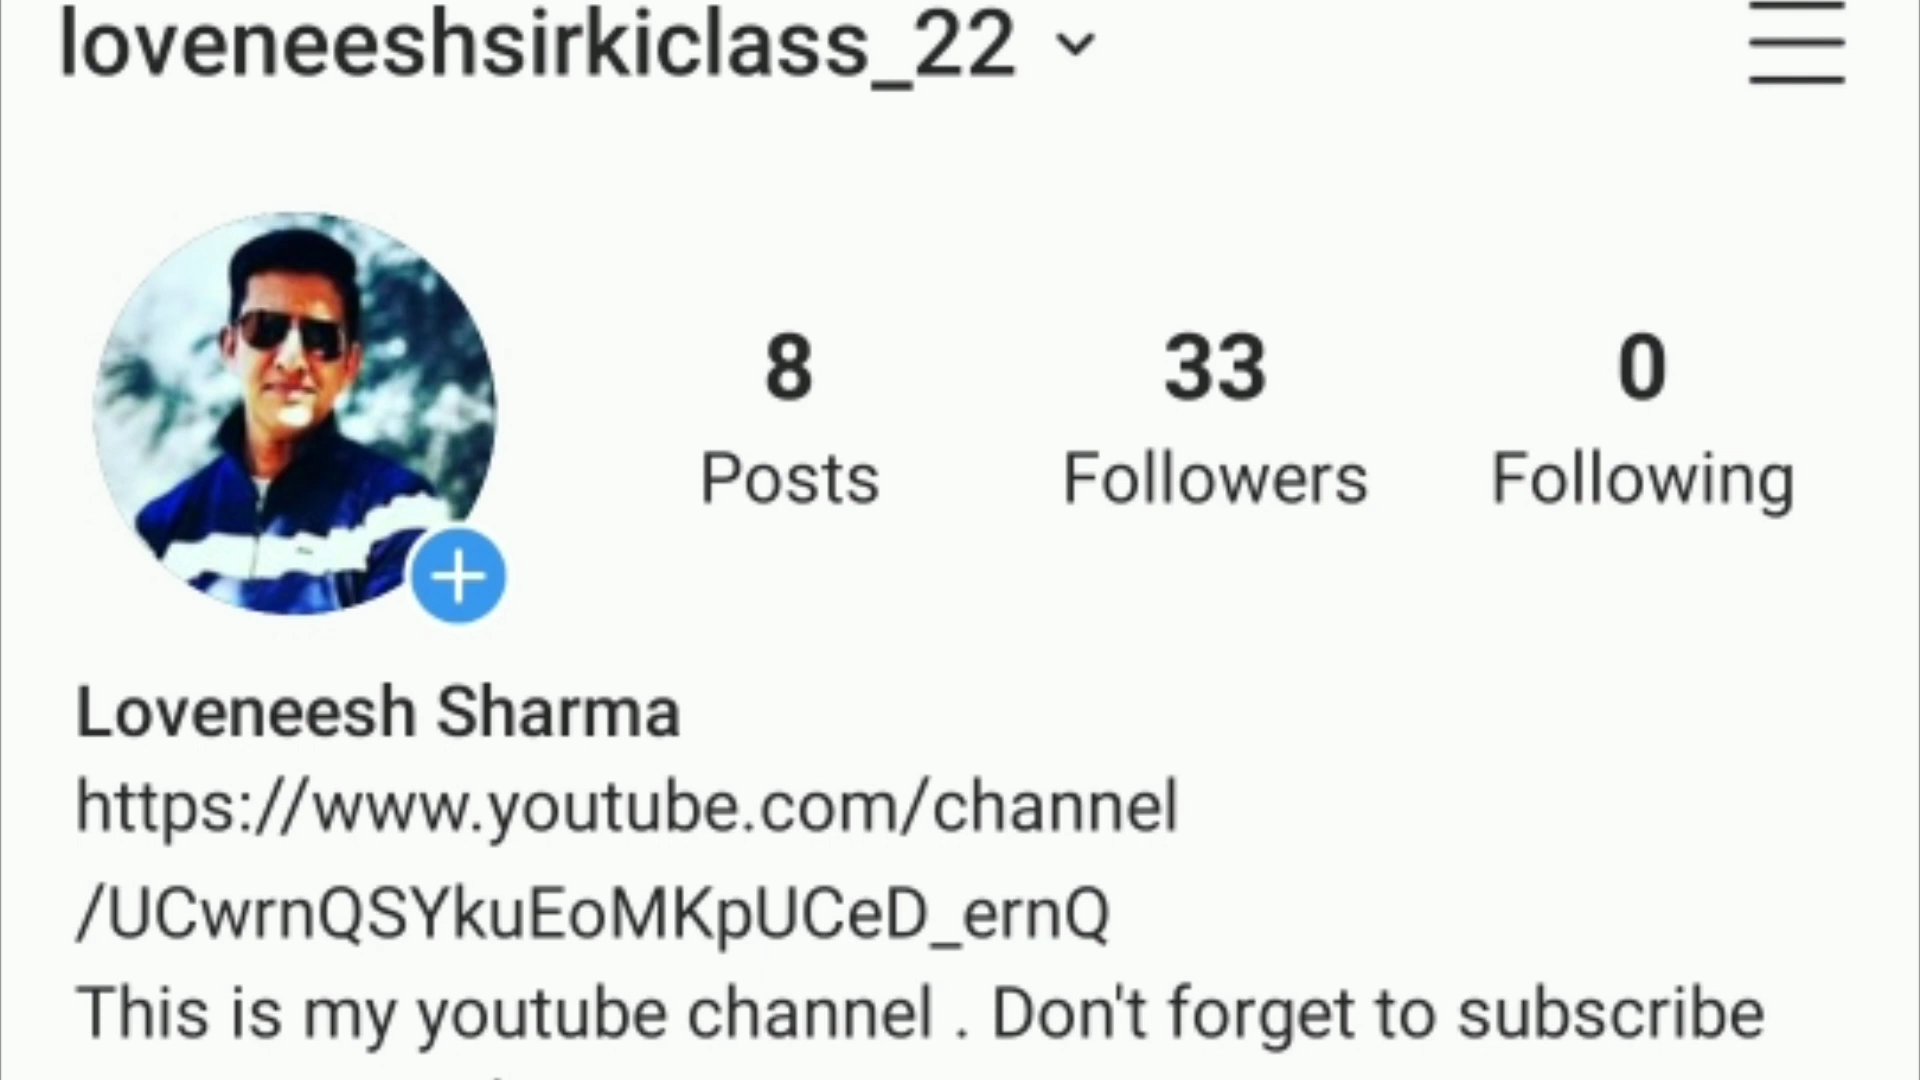 loveneeshsirkiclass_22
8 33 0
Posts Followers Following
Loveneesh Sharma
https://www.youtube.com/channel
/UCwrnQSYkuEoMKpUCeD_ernQ
This is my youtube channel . Don't forget to subscribe